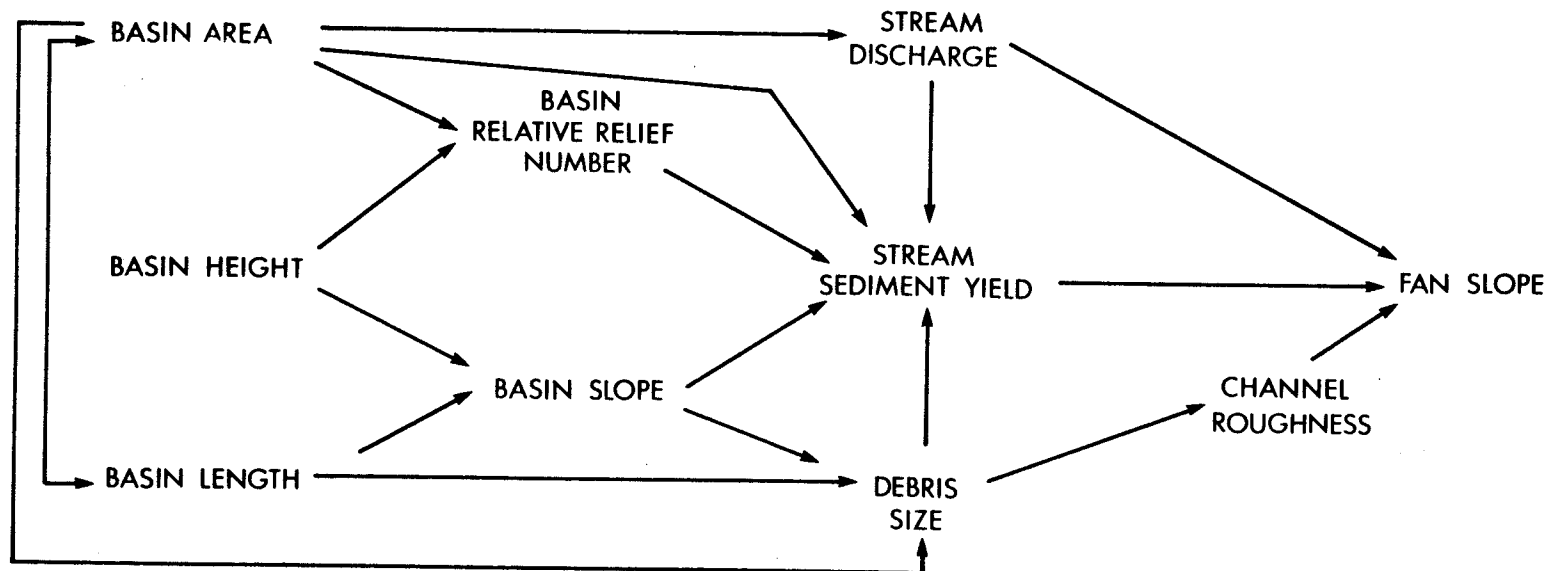 BASIN AREA
STREAM
DISCHARGE
BASIN
RELATIVE RELIEF
NUMBER
BASIN HEIGHT
STREAM
SEDIMENT YIELD
FAN SLOPE
BASIN SLOPE
CHANNEL
ROUGHNESS
BASIN LENGTH
DEBRIS
SIZE